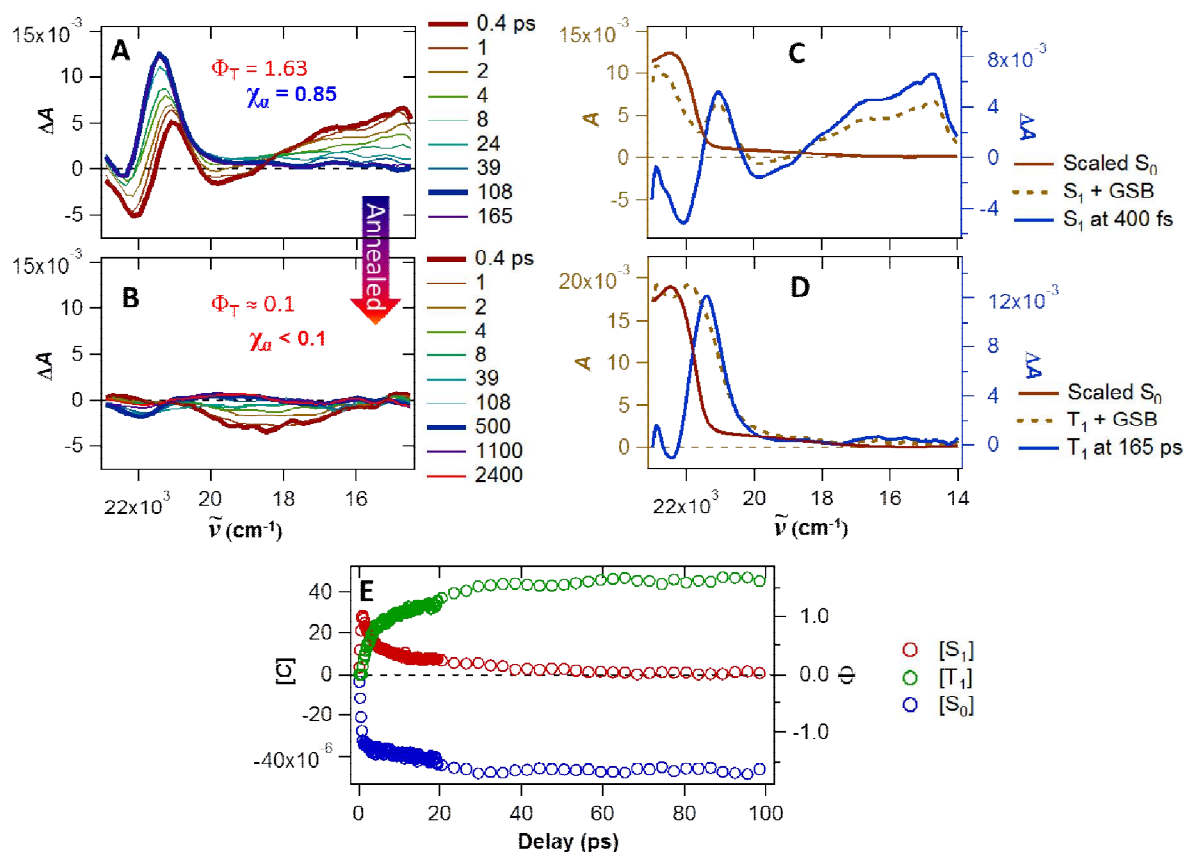 15x10⁻³
10
5
0
-5
ΔA
A
Φ_T = 1.63
χ_α = 0.85
0.4 ps
1
2
4
8
24
39
108
165
Annealed
15x10⁻³
10
5
0
-5
ΔA
B
Φ_T ≈ 0.1
χ_α < 0.1
0.4 ps
1
2
4
8
39
108
500
1100
2400
22x10³
20
18
16
ṽ (cm⁻¹)
15x10⁻³
10
5
0
-5
A
C
8x10⁻³
4
0
-4
ΔA
Scaled S₀
S₁ + GSB
S₁ at 400 fs
20x10⁻³
15
10
5
0
A
D
12x10⁻³
8
4
0
ΔA
Scaled S₀
T₁ + GSB
T₁ at 165 ps
22x10³
20
18
16
14
ṽ (cm⁻¹)
E
40
20
0
-20
-40x10⁻⁶
[C]
1.0
0.0
-1.0
Φ
[S₁]
[T₁]
[S₀]
0
20
40
60
80
100
Delay (ps)